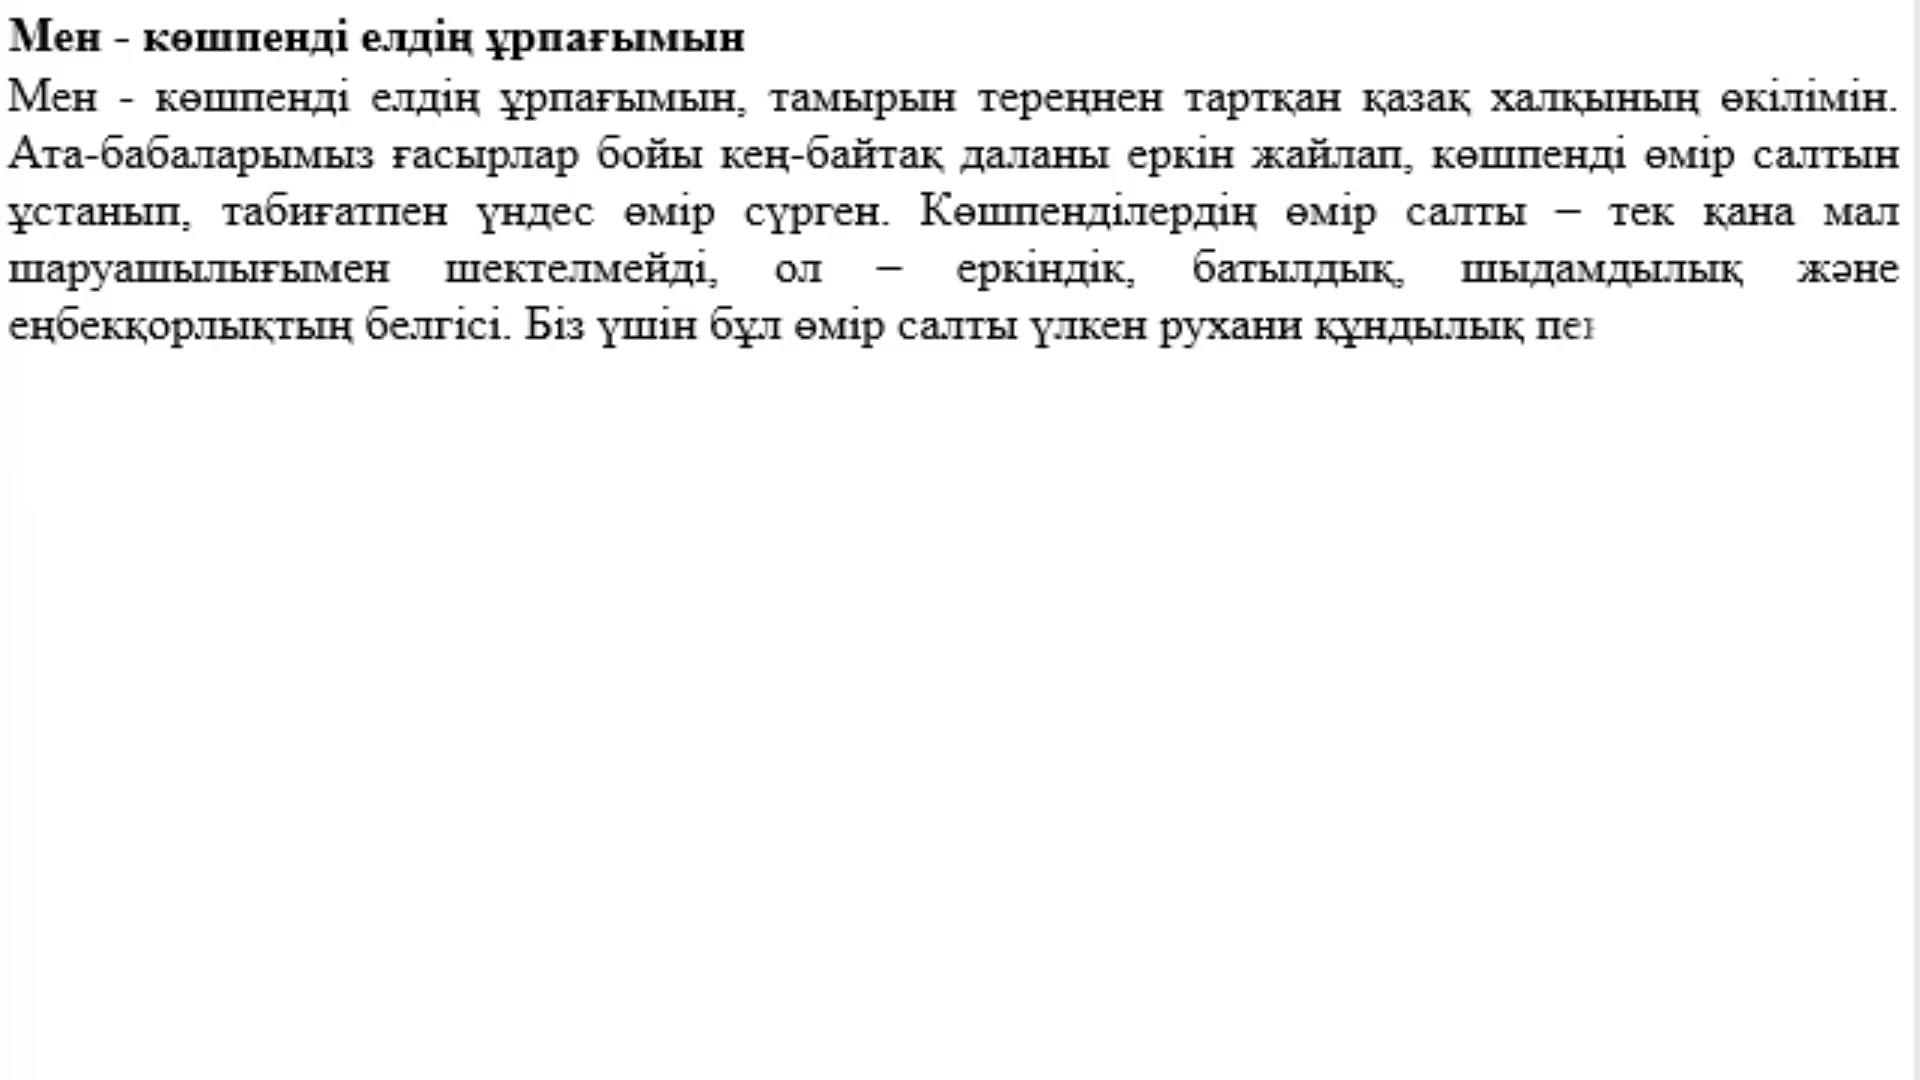 Мен - көшпенді елдің ұрпағымын
Мен - көшпенді елдің ұрпағымын, тамырын тереңнен тартқан қазақ халқының өкілімін.
Ата-бабаларымыз ғасырлар бойы кең-байтақ даланы еркін жайлап, көшпенді өмір салтын
ұстанып, табиғатпен үндес өмір сүрген. Көшпенділердің өмір салты – тек қана мал
шаруашылығымен шектелмейді, ол – еркіндік, батылдық, шыдамдылық және
еңбекқорлықтың белгісі. Біз үшін бұл өмір салты үлкен рухани құндылық